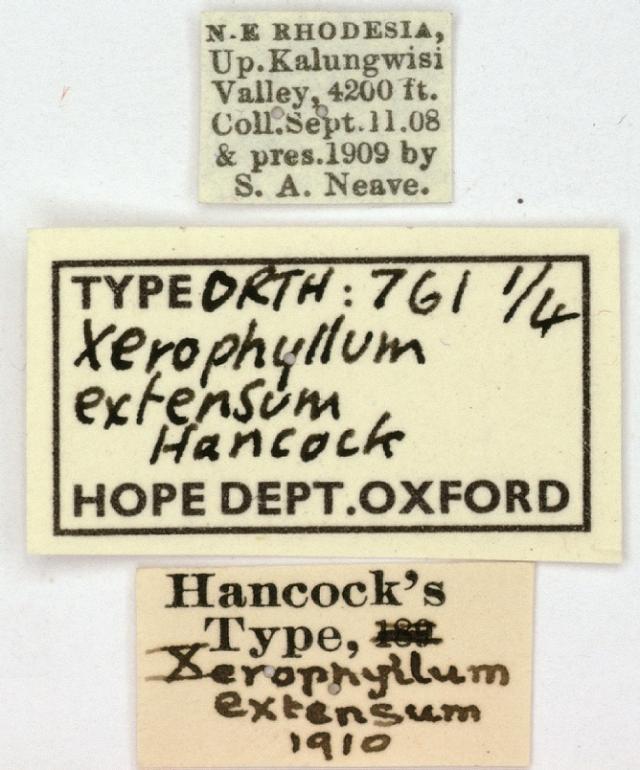 N-E RHODESIA,
Up.Kalungwisi
Valley, 4200 ft.
Coll.Sept.11.08
& pres.1909 by
S. A. Neave.
TYPE ORTH: 761 1/4
Xerophyllum
extensum
Hancock
HOPE DEPT.OXFORD
Hancock's
Type, 189
Xerophyllum
extensum
1910